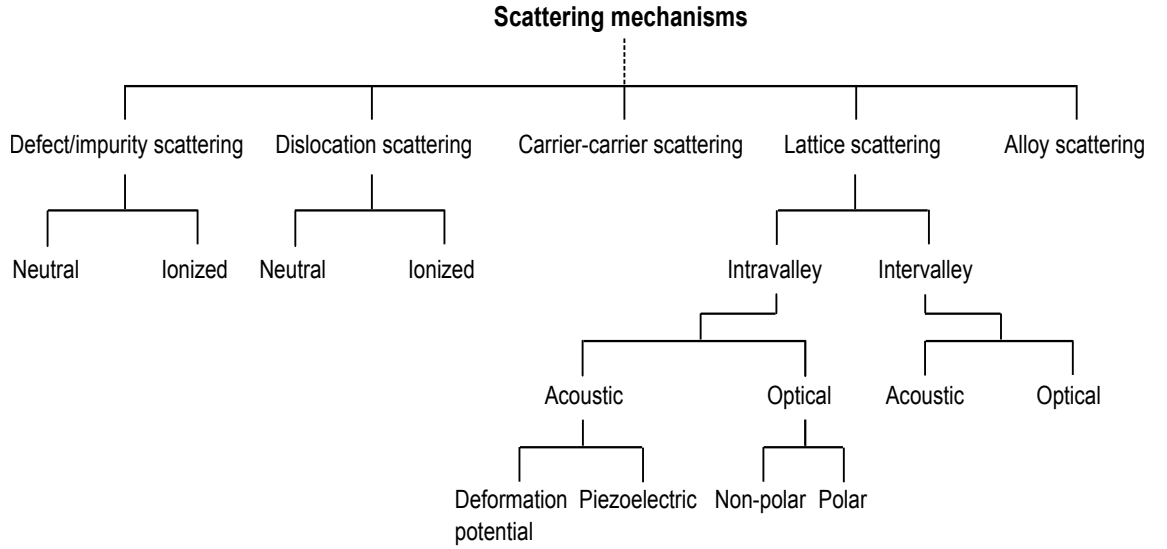 Scattering mechanisms
Defect/impurity scattering
Dislocation scattering
Carrier-carrier scattering
Lattice scattering
Alloy scattering
Neutral
Ionized
Neutral
Ionized
Intravalley
Intervalley
Acoustic
Optical
Acoustic
Optical
Deformation
potential
Piezoelectric
Non-polar
Polar